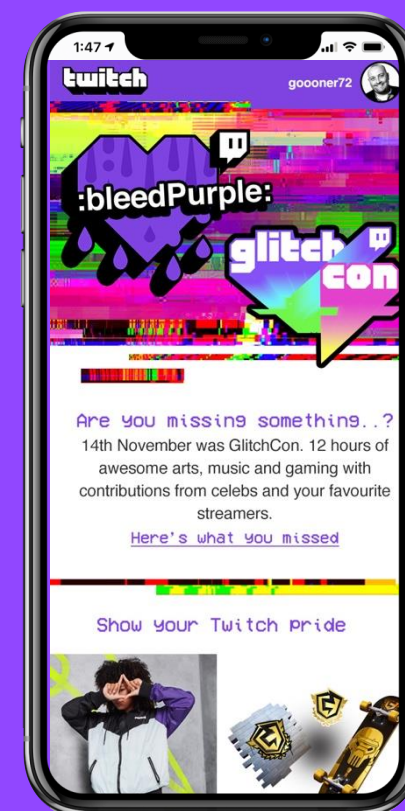 1:47
twitch
goooner72
:bleedPurple:
glitch
con
Are you missing something..?
14th November was GlitchCon. 12 hours of
awesome arts, music and gaming with
contributions from celebs and your favourite
streamers.
Here's what you missed
Show your Twitch pride